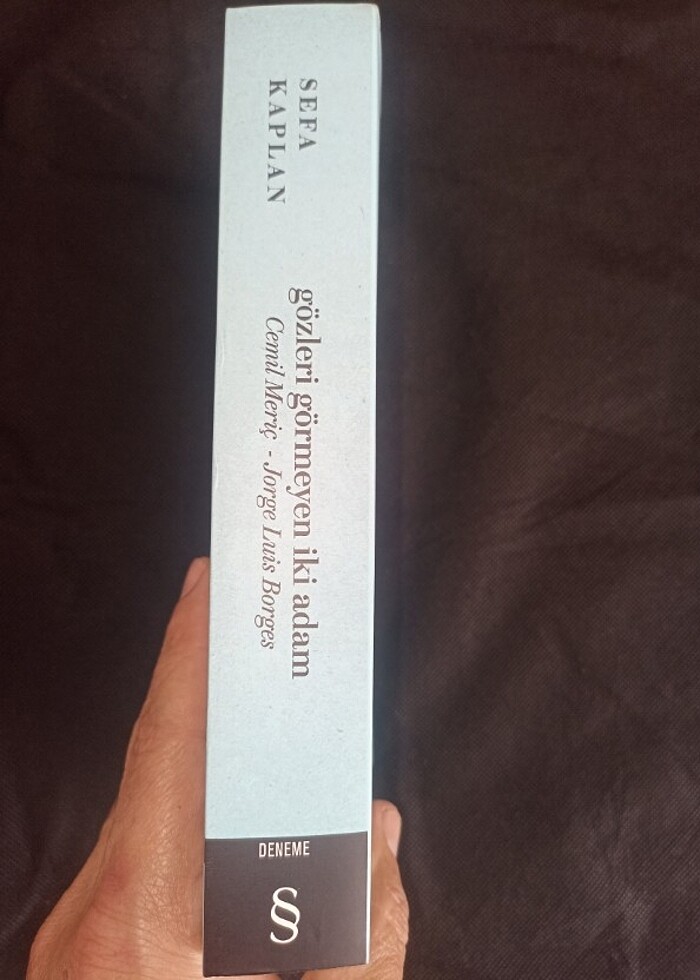 SEFA
KAPLAN
gözleri görmeyen iki adam
Cemil Meriç - Jorge Luis Borges
DENEME